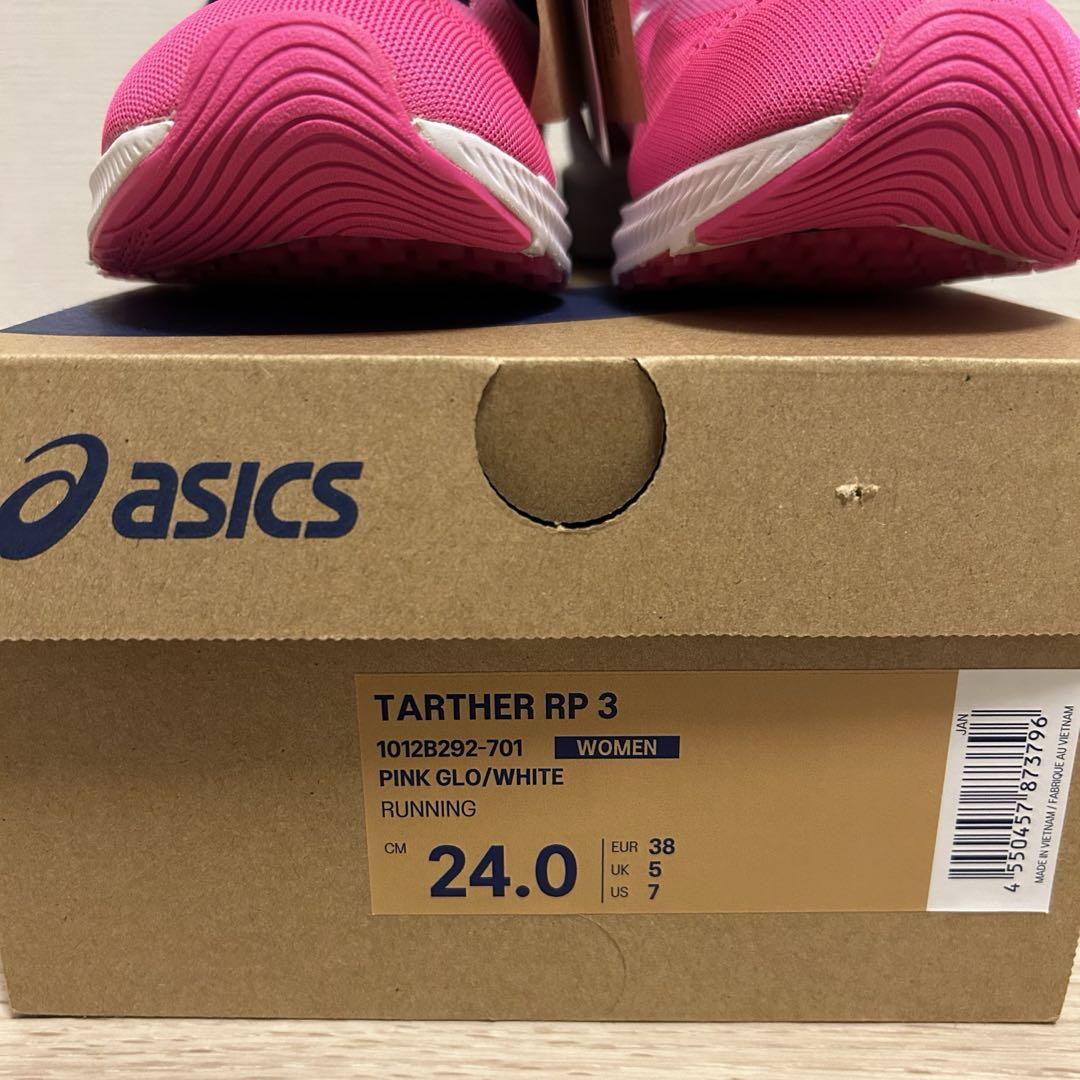 asics
TARTHER RP 3
1012B292-701 WOMEN
PINK GLO/WHITE
RUNNING
CM 24.0
EUR 38
UK 5
US 7
JAN
4 550457 873796
MADE IN VIETNAM / FABRIQUE AU VIETNAM